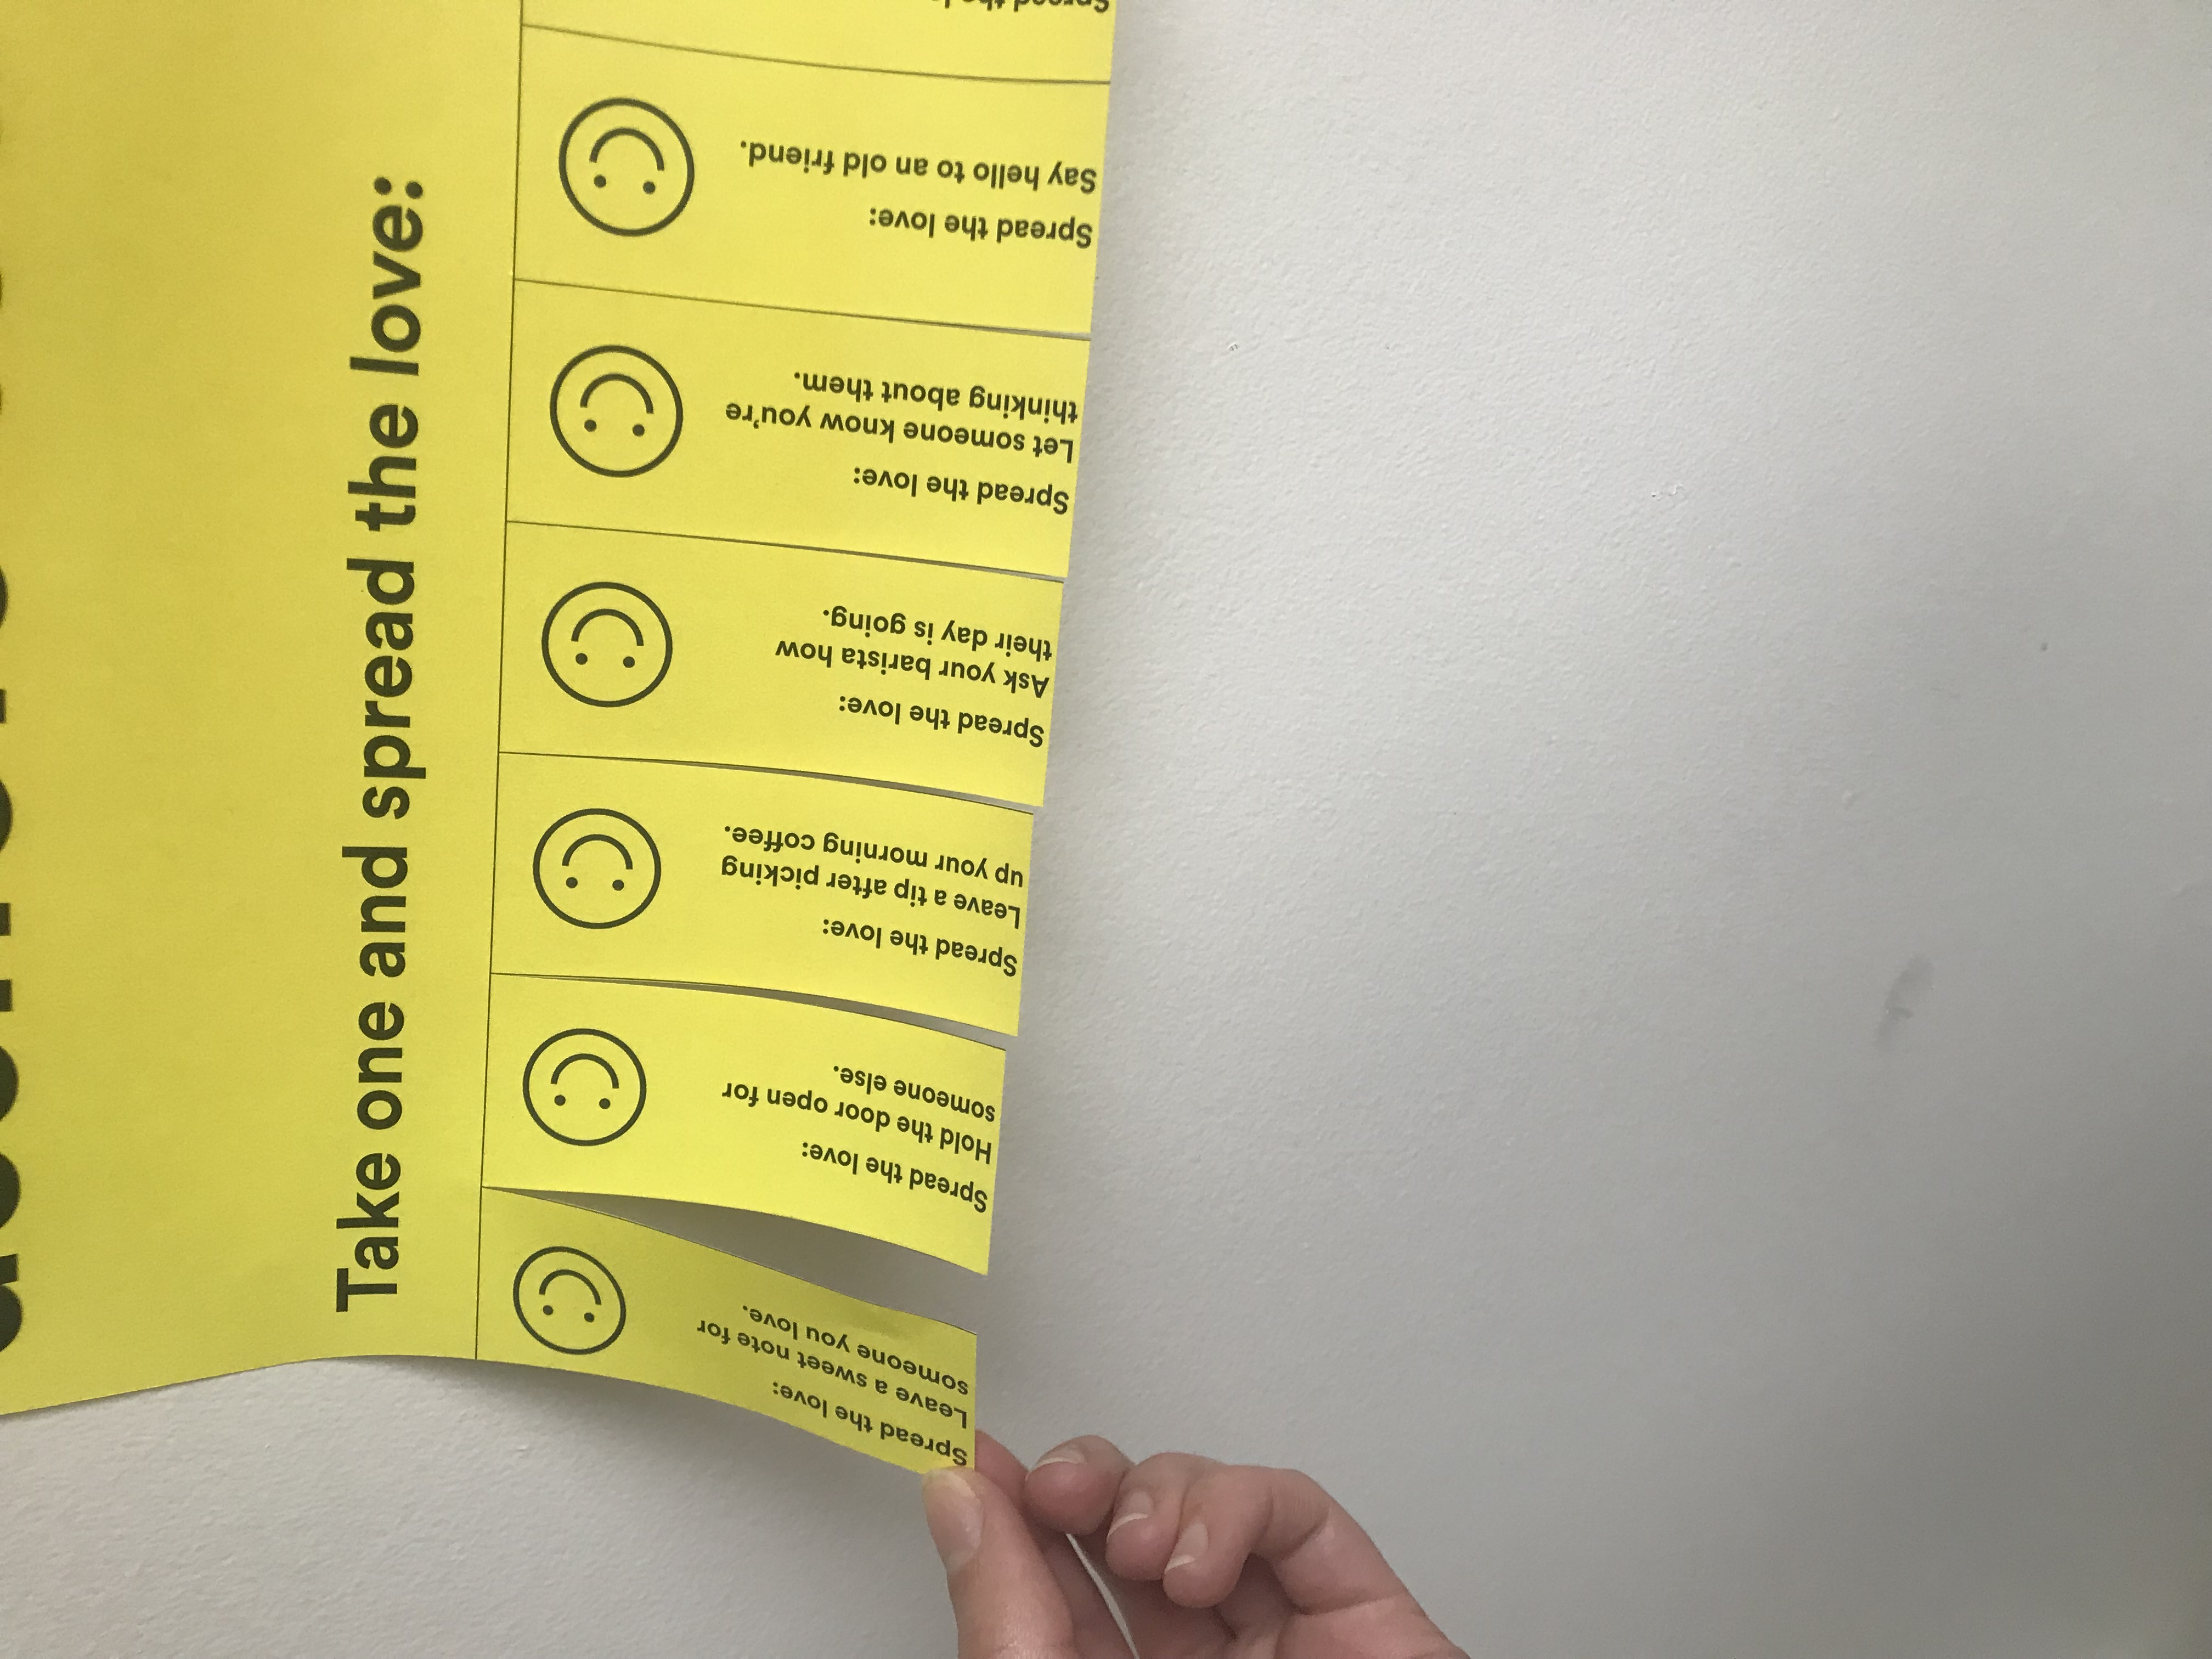 Take one and spread the love:
Spread the love:
Leave a sweet note for
someone you love.
Spread the love:
Hold the door open for
someone else.
Spread the love:
Leave a tip after picking
up your morning coffee.
Spread the love:
Ask your barista how
their day is going.
Spread the love:
Let someone know you're
thinking about them.
Spread the love:
Say hello to an old friend.